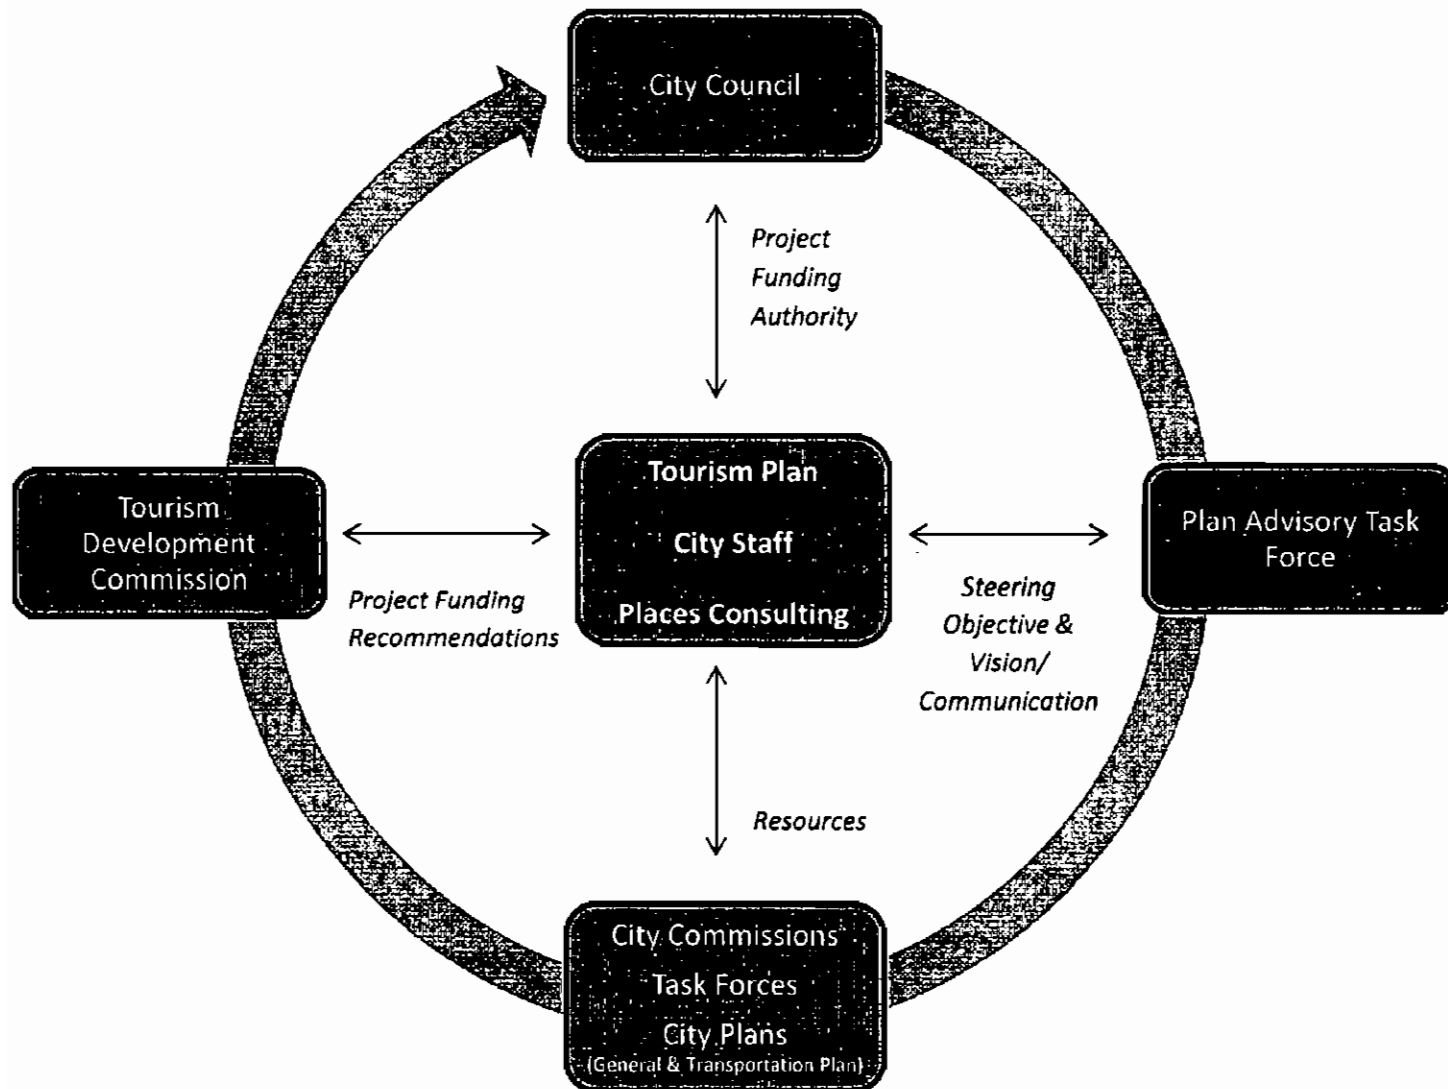 City Council
Project
Funding
Authority
Tourism
Development
Commission
Project Funding
Recommendations
Tourism Plan
City Staff
Places Consulting
Steering
Objective &
Vision/
Communication
Plan Advisory Task
Force
Resources
City Commissions
Task Forces
City Plans
(General & Transportation Plan)